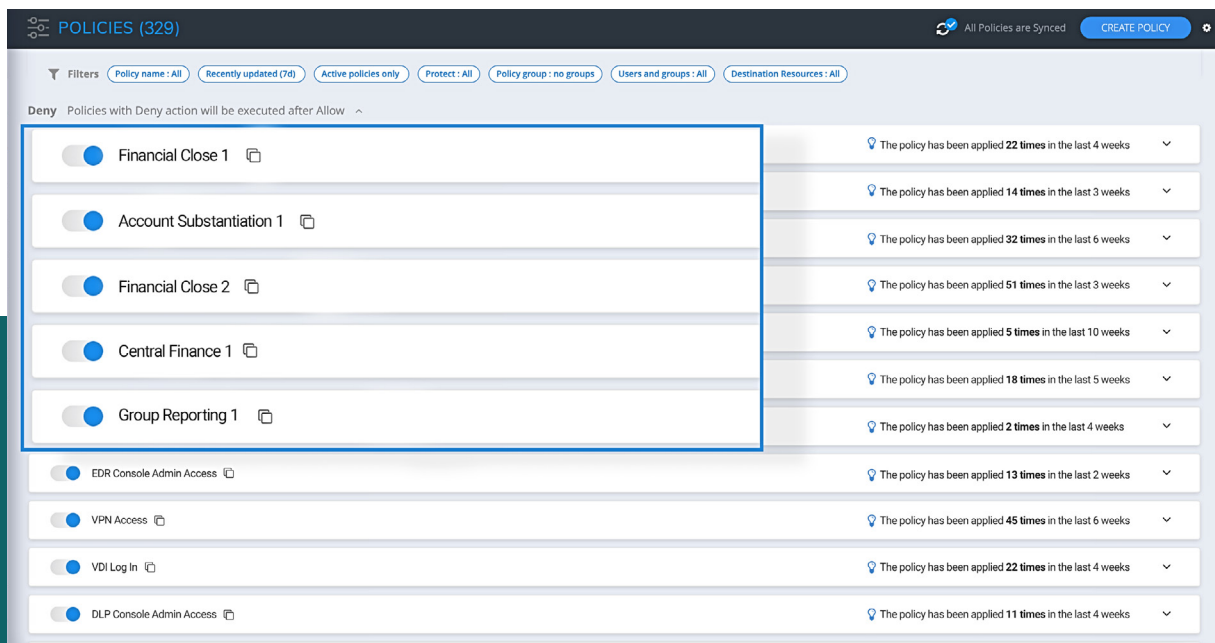 POLICIES (329)
All Policies are Synced
CREATE POLICY
Filters Policy name : All Recently updated (7d) Active policies only Protect : All Policy group : no groups Users and groups : All Destination Resources : All
Deny Policies with Deny action will be executed after Allow
Financial Close 1
Account Substantiation 1
Financial Close 2
Central Finance 1
Group Reporting 1
The policy has been applied 22 times in the last 4 weeks
The policy has been applied 14 times in the last 3 weeks
The policy has been applied 32 times in the last 6 weeks
The policy has been applied 51 times in the last 3 weeks
The policy has been applied 5 times in the last 10 weeks
The policy has been applied 18 times in the last 5 weeks
The policy has been applied 2 times in the last 4 weeks
EDR Console Admin Access The policy has been applied 13 times in the last 2 weeks
VPN Access The policy has been applied 45 times in the last 6 weeks
VDI Log In The policy has been applied 22 times in the last 4 weeks
DLP Console Admin Access The policy has been applied 11 times in the last 4 weeks